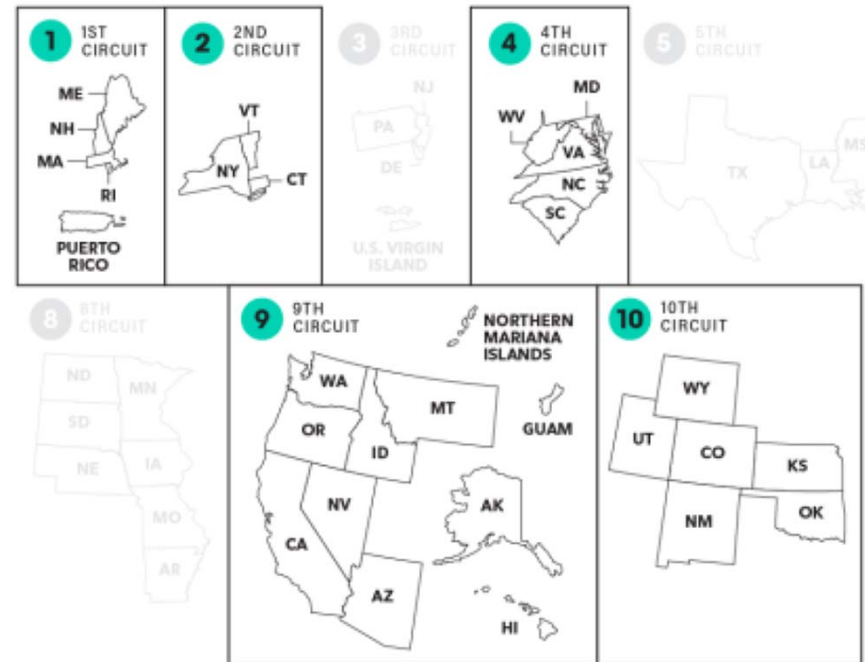 1 1ST
CIRCUIT
ME
NH
MA
RI
PUERTO
RICO
2 2ND
CIRCUIT
VT
NY
CT
3 3RD
CIRCUIT
NJ
PA
DE
U.S. VIRGIN
ISLAND
4 4TH
CIRCUIT
MD
WV
VA
NC
SC
5 5TH
CIRCUIT
TX
LA
MS
8 8TH
CIRCUIT
ND
MN
SD
NE
IA
MO
AR
9 9TH
CIRCUIT
NORTHERN
MARIANA
ISLANDS
WA
MT
OR
ID
GUAM
NV
CA
AK
AZ
HI
10 10TH
CIRCUIT
WY
UT
CO
KS
NM
OK